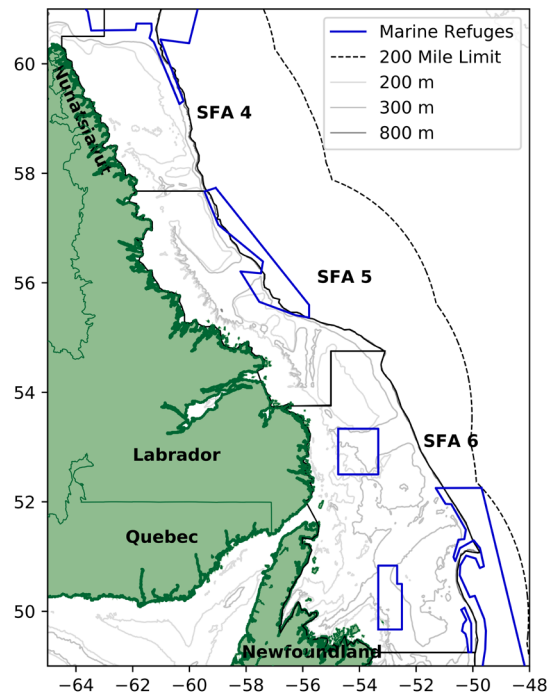 Marine Refuges
200 Mile Limit
200 m
300 m
800 m
60
58
56
54
52
50
SFA 4
SFA 5
SFA 6
Nunatsiavut
Labrador
Quebec
Newfoundland
−64 −62 −60 −58 −56 −54 −52 −50 −48